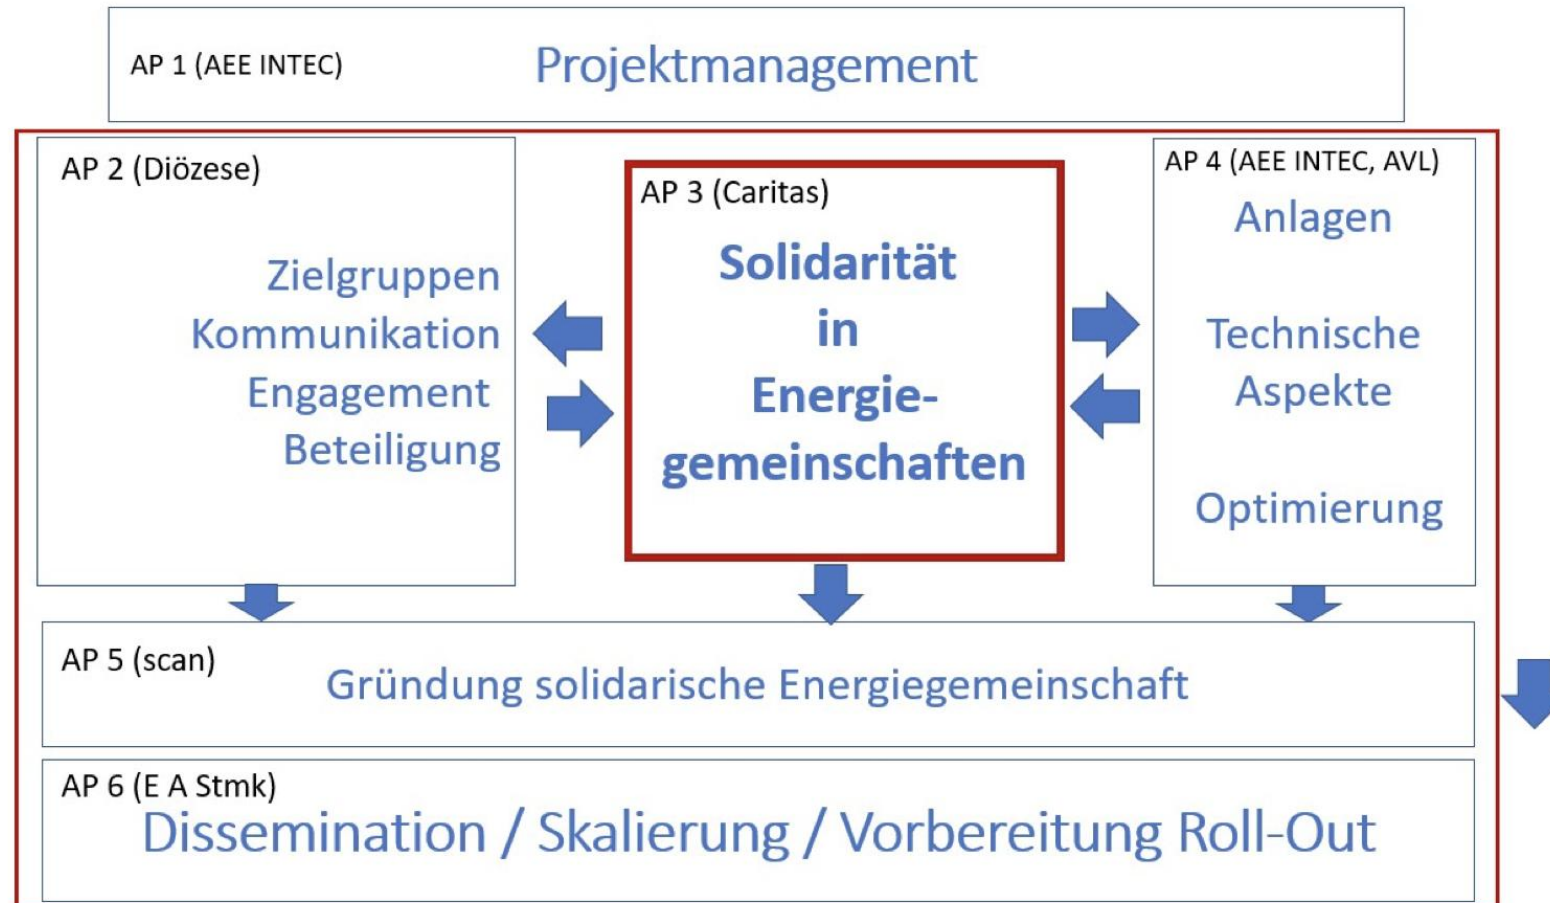 AP 1 (AEE INTEC)
Projektmanagement
AP 2 (Diözese)
Zielgruppen
Kommunikation
Engagement
Beteiligung
AP 3 (Caritas)
Solidarität
in
Energie-
gemeinschaften
AP 4 (AEE INTEC, AVL)
Anlagen
Technische
Aspekte
Optimierung
AP 5 (scan)
Gründung solidarische Energiegemeinschaft
AP 6 (E A Stmk)
Dissemination / Skalierung / Vorbereitung Roll-Out